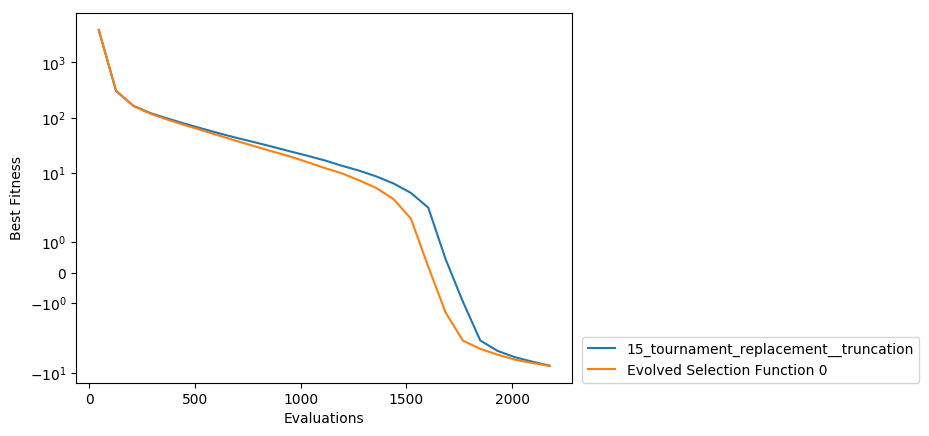 Best Fitness
10³
10²
10¹
10⁰
0
−10⁰
−10¹
0 500 1000 1500 2000
Evaluations
15_tournament_replacement__truncation
Evolved Selection Function 0